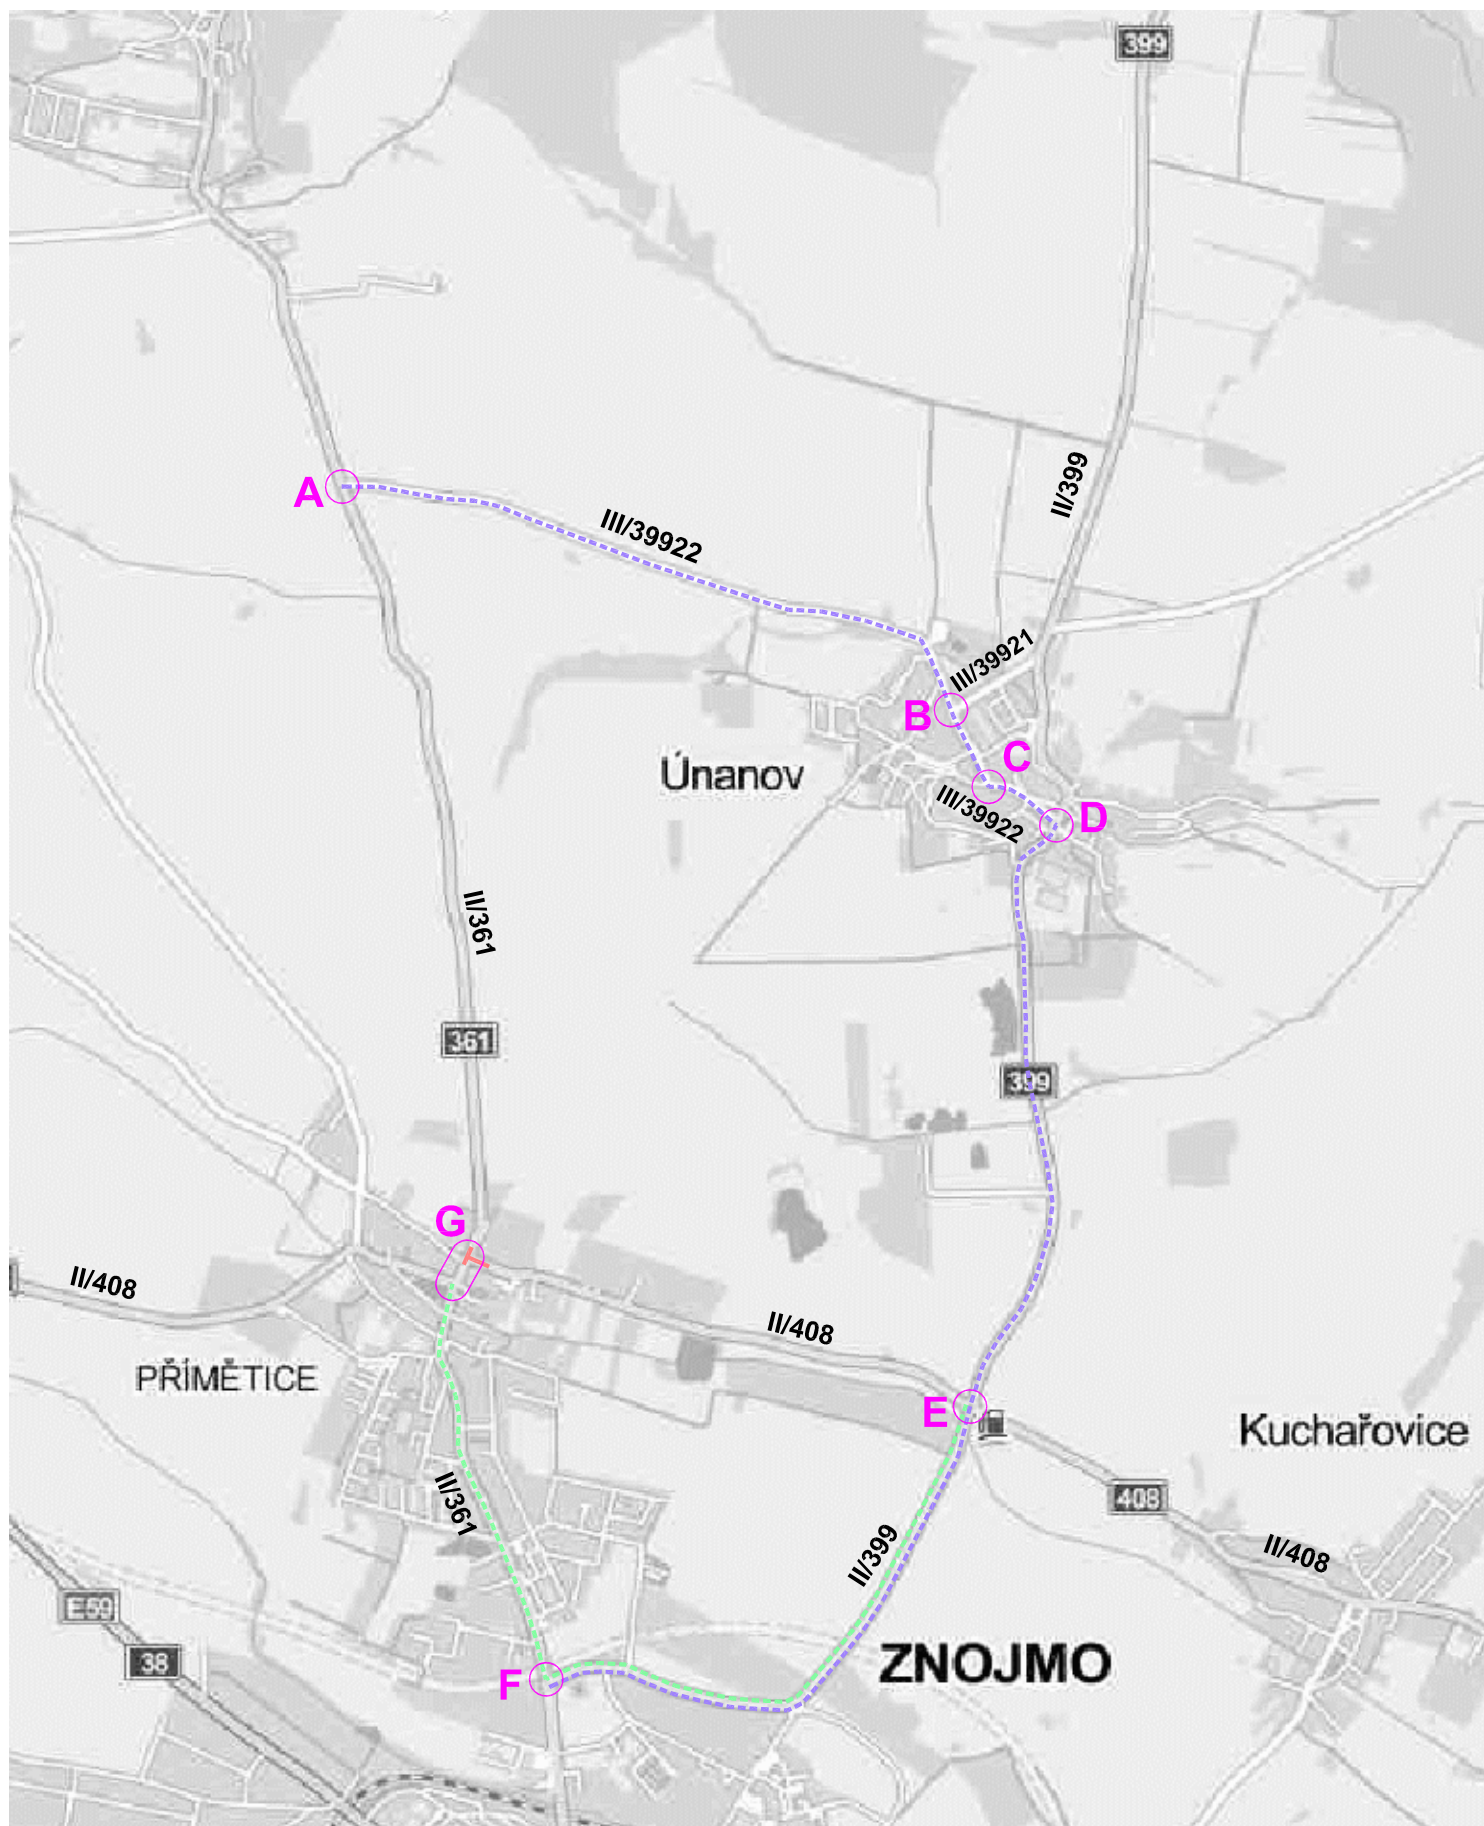 399
II/399
A
III/39922
III/39921
B
C
Únanov
III/39922
D
II/361
361
399
G
II/408
II/408
PŘÍMĚTICE
E
Kuchařovice
II/361
408
II/399
II/408
E59
38
ZNOJMO
F